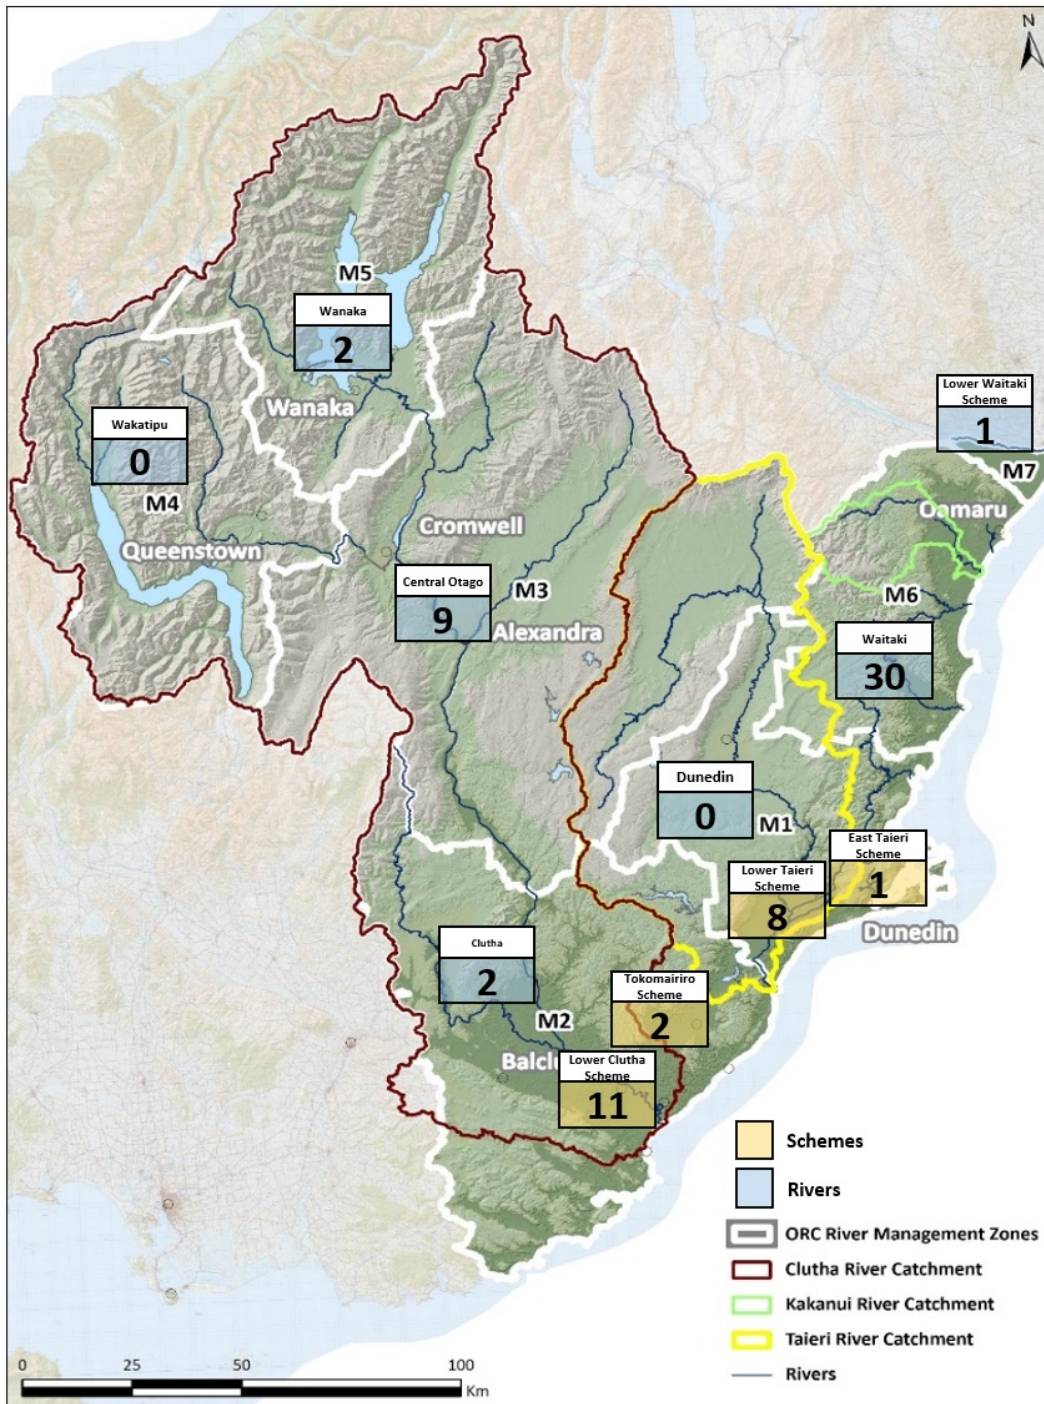 N
M5
Wanaka
2
Wanaka
Wakatipu
0
M4
Queenstown
Lower Waitaki
Scheme
1
M7
Oamaru
Cromwell
Central Otago
9
M3
Alexandra
M6
Waitaki
30
Dunedin
0
M1
East Taieri
Scheme
1
Lower Taieri
Scheme
8
Dunedin
Clutha
2
M2
Tokomairiro
Scheme
2
Balclu
Lower Clutha
Scheme
11
Schemes
Rivers
ORC River Management Zones
Clutha River Catchment
Kakanui River Catchment
Taieri River Catchment
Rivers
0 25 50 100
Km